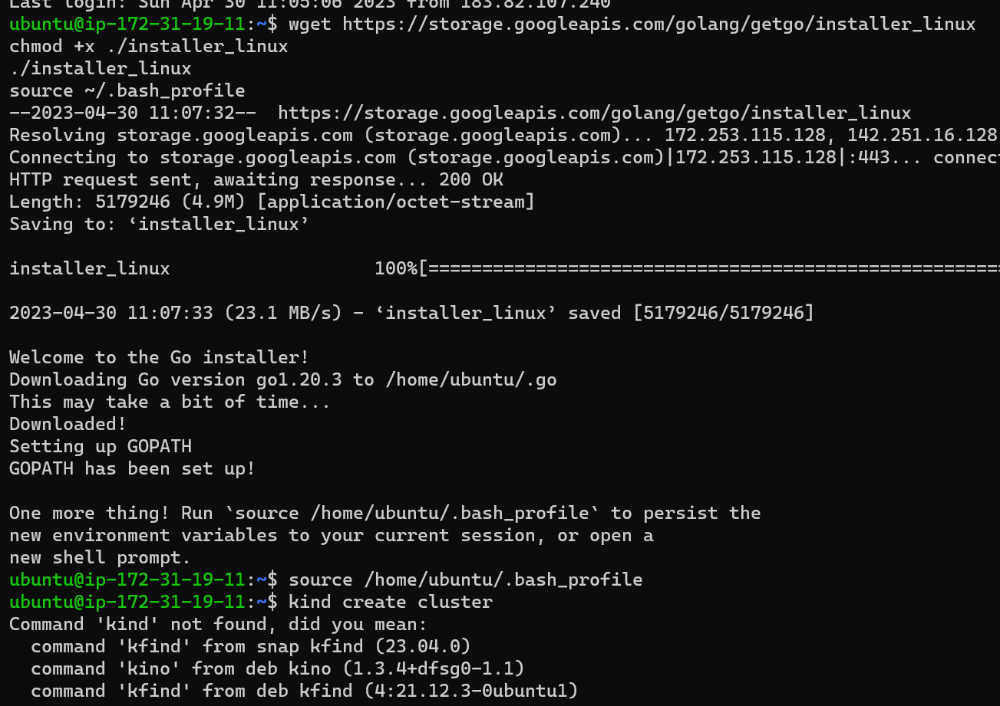 Last login: Sun Apr 30 11:05:06 2023 from 183.82.107.240
ubuntu@ip-172-31-19-11:~$ wget https://storage.googleapis.com/golang/getgo/installer_linux
chmod +x ./installer_linux
./installer_linux
source ~/.bash_profile
--2023-04-30 11:07:32--  https://storage.googleapis.com/golang/getgo/installer_linux
Resolving storage.googleapis.com (storage.googleapis.com)... 172.253.115.128, 142.251.16.128
Connecting to storage.googleapis.com (storage.googleapis.com)|172.253.115.128|:443... connect
HTTP request sent, awaiting response... 200 OK
Length: 5179246 (4.9M) [application/octet-stream]
Saving to: ‘installer_linux’
installer_linux                   100%[=====================================================
2023-04-30 11:07:33 (23.1 MB/s) - ‘installer_linux’ saved [5179246/5179246]
Welcome to the Go installer!
Downloading Go version go1.20.3 to /home/ubuntu/.go
This may take a bit of time...
Downloaded!
Setting up GOPATH
GOPATH has been set up!
One more thing! Run `source /home/ubuntu/.bash_profile` to persist the
new environment variables to your current session, or open a
new shell prompt.
ubuntu@ip-172-31-19-11:~$ source /home/ubuntu/.bash_profile
ubuntu@ip-172-31-19-11:~$ kind create cluster
Command 'kind' not found, did you mean:
  command 'kfind' from snap kfind (23.04.0)
  command 'kino' from deb kino (1.3.4+dfsg0-1.1)
  command 'kfind' from deb kfind (4:21.12.3-0ubuntu1)